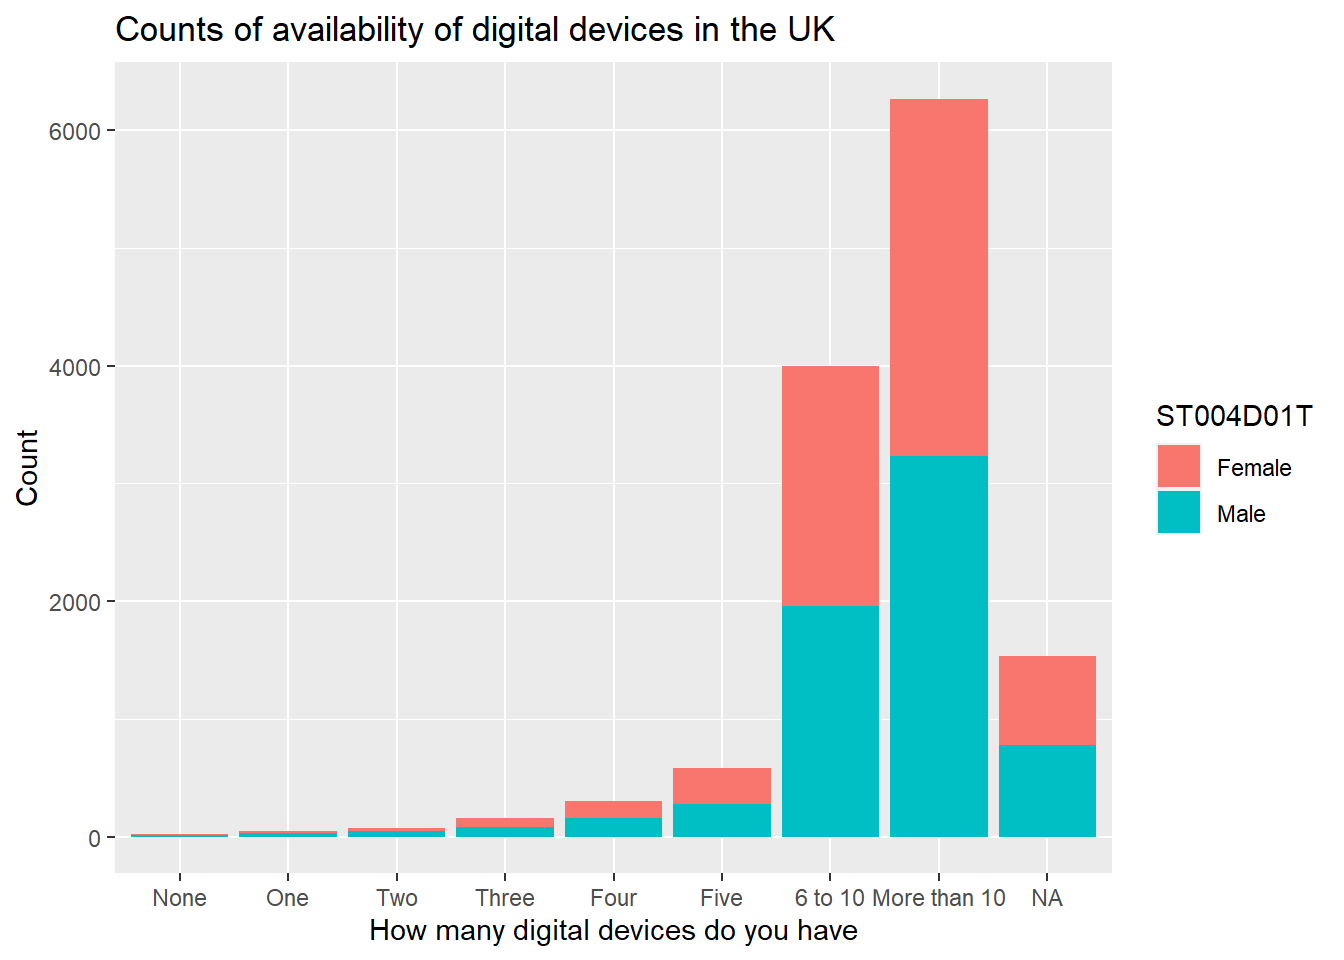 Counts of availability of digital devices in the UK
6000
4000
2000
0
Count
None One Two Three Four Five 6 to 10 More than 10 NA
How many digital devices do you have
ST004D01T
Female
Male